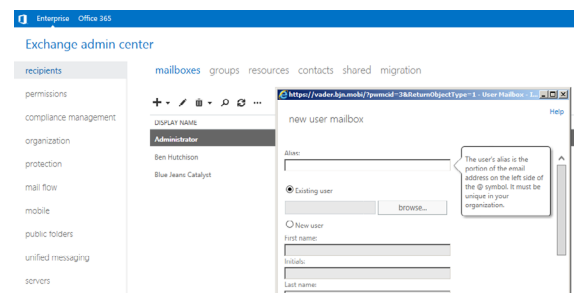 Enterprise Office 365
Exchange admin center
recipients
permissions
compliance management
organization
protection
mail flow
mobile
public folders
unified messaging
servers
mailboxes groups resources contacts shared migration
DISPLAY NAME
Administrator
Ben Hutchison
Blue Jeans Catalyst
https://vader.bjn.mobi/?pwmcid=3&ReturnObjectType=1 - User Mailbox - I...
Help
new user mailbox
Alias:
The user's alias is the
portion of the email
address on the left side of
the @ symbol. It must be
unique in your
organization.
Existing user
browse...
New user
First name:
Initials:
Last name: